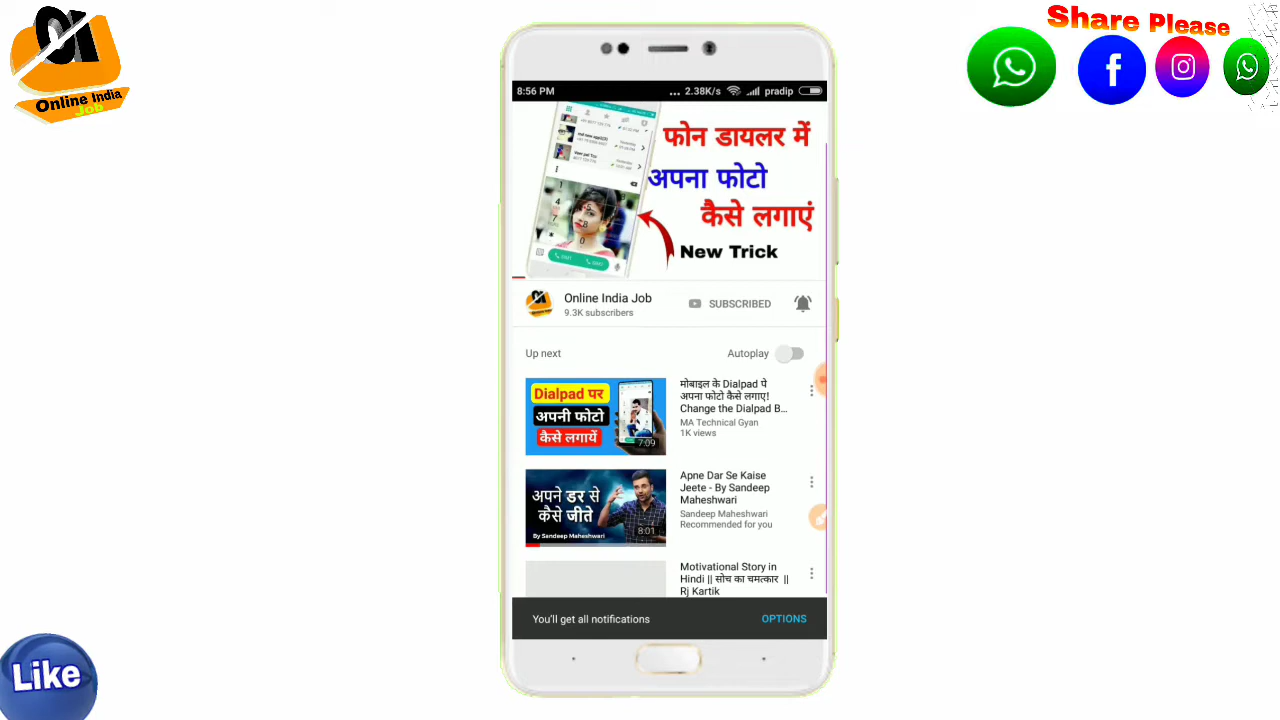 Online India
Job
Share Please
8:56 PM
... 2.38K/s
pradip
फोन डायलर में
अपना फोटो
कैसे लगाएं
New Trick
Online India Job
9.3K subscribers
SUBSCRIBED
Up next
Autoplay
Dialpad पर
अपनी फोटो
कैसे लगायें
7:09
मोबाइल के Dialpad पे
अपना फोटो कैसे लगाए!
Change the Dialpad B...
MA Technical Gyan
1K views
अपने डर से
कैसे जीते
By Sandeep Maheshwari
8:01
Apne Dar Se Kaise
Jeete - By Sandeep
Maheshwari
Sandeep Maheshwari
Recommended for you
Motivational Story in
Hindi || सोच का चमत्कार ||
Rj Kartik
You'll get all notifications
OPTIONS
Like